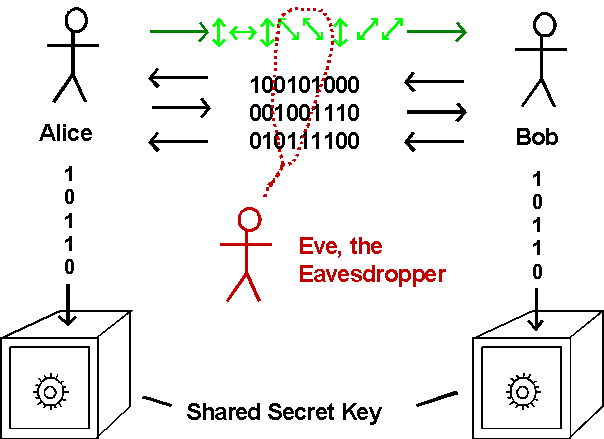 100101000
001001110
010111100
Alice
Bob
1
0
1
1
0
1
0
1
1
0
Eve, the
Eavesdropper
Shared Secret Key